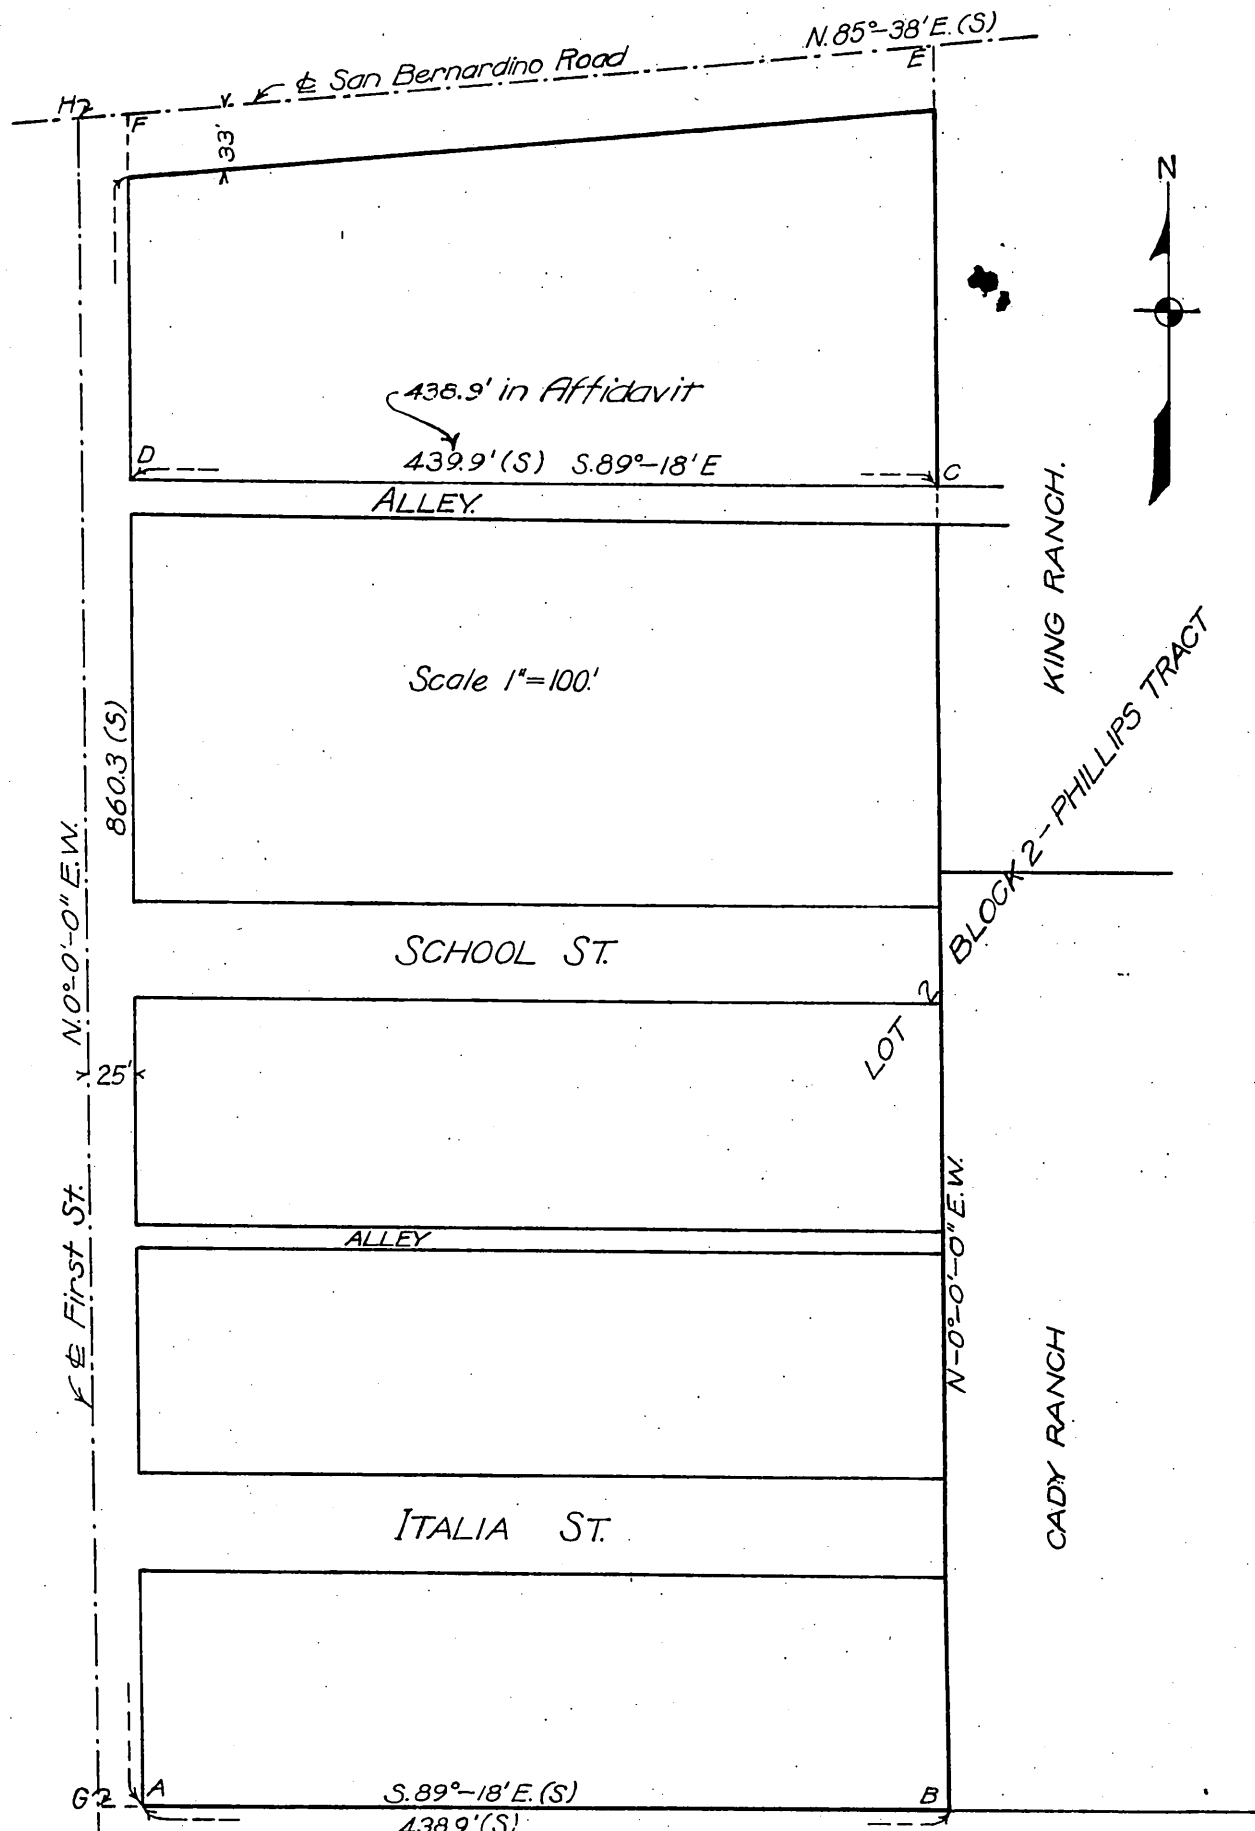 N.85°-38'E.(S)
E
℄ San Bernardino Road
H2
F
33'
N
438.9' in Affidavit
D
439.9'(S) S.89°-18'E
C
ALLEY.
KING RANCH.
Scale 1"=100.'
860.3 (S)
BLOCK 2-PHILLIPS TRACT
N.0°-0'-0" E.W.
SCHOOL ST.
LOT 2
25'
℄ First St.
ALLEY
N-0°-0'-0" E.W.
CADY RANCH
ITALIA ST.
G2
A
S.89°-18'E.(S)
B
438.9'(S)